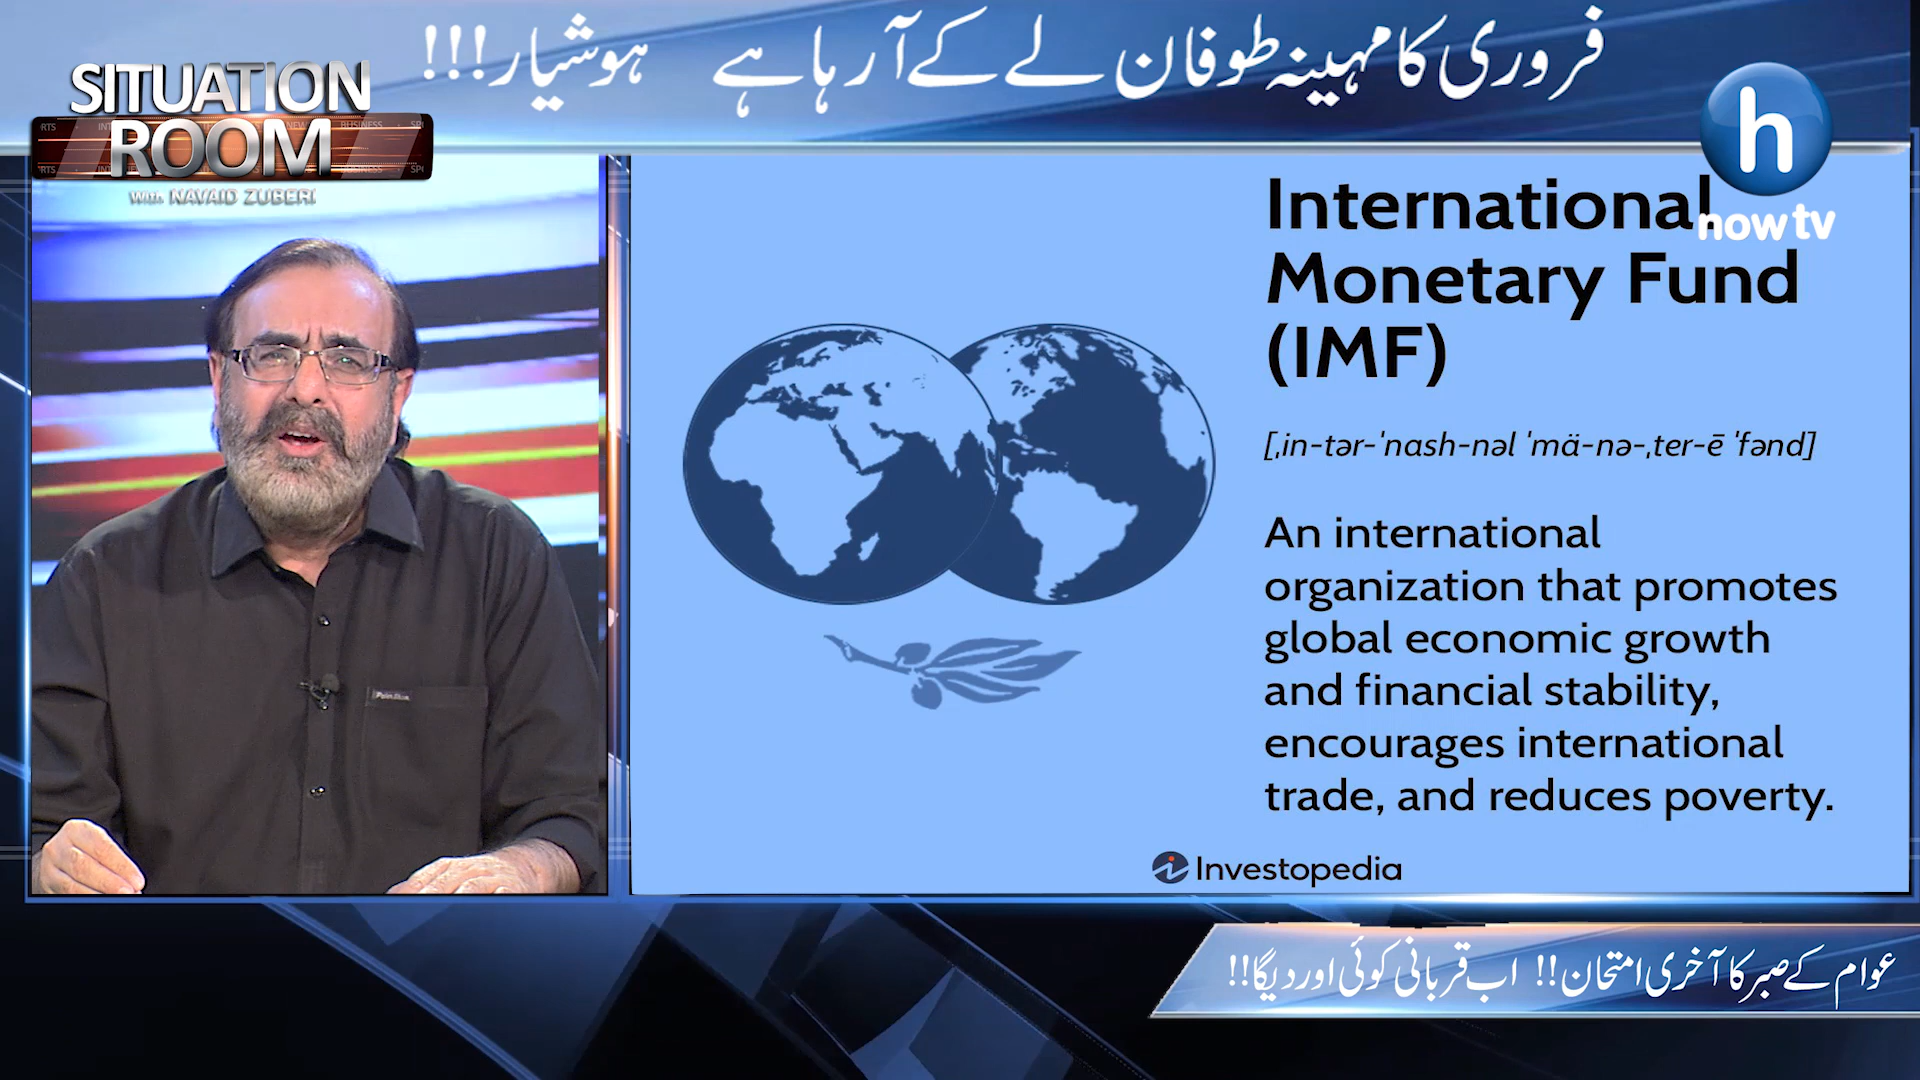 فروری کا مہینہ طوفان لے کے آ رہا ہے ہوشیار!!!
SITUATION
ROOM
With NAVAID ZUBERI
h
now tv
International
Monetary Fund
(IMF)
[ˌin-tər-ˈnash-nəl ˈmä-nə-ˌter-ē ˈfənd]
An international
organization that promotes
global economic growth
and financial stability,
encourages international
trade, and reduces poverty.
Investopedia
عوام کے صبر کا آخری امتحان!! اب قربانی کوئی اور دیگا!!